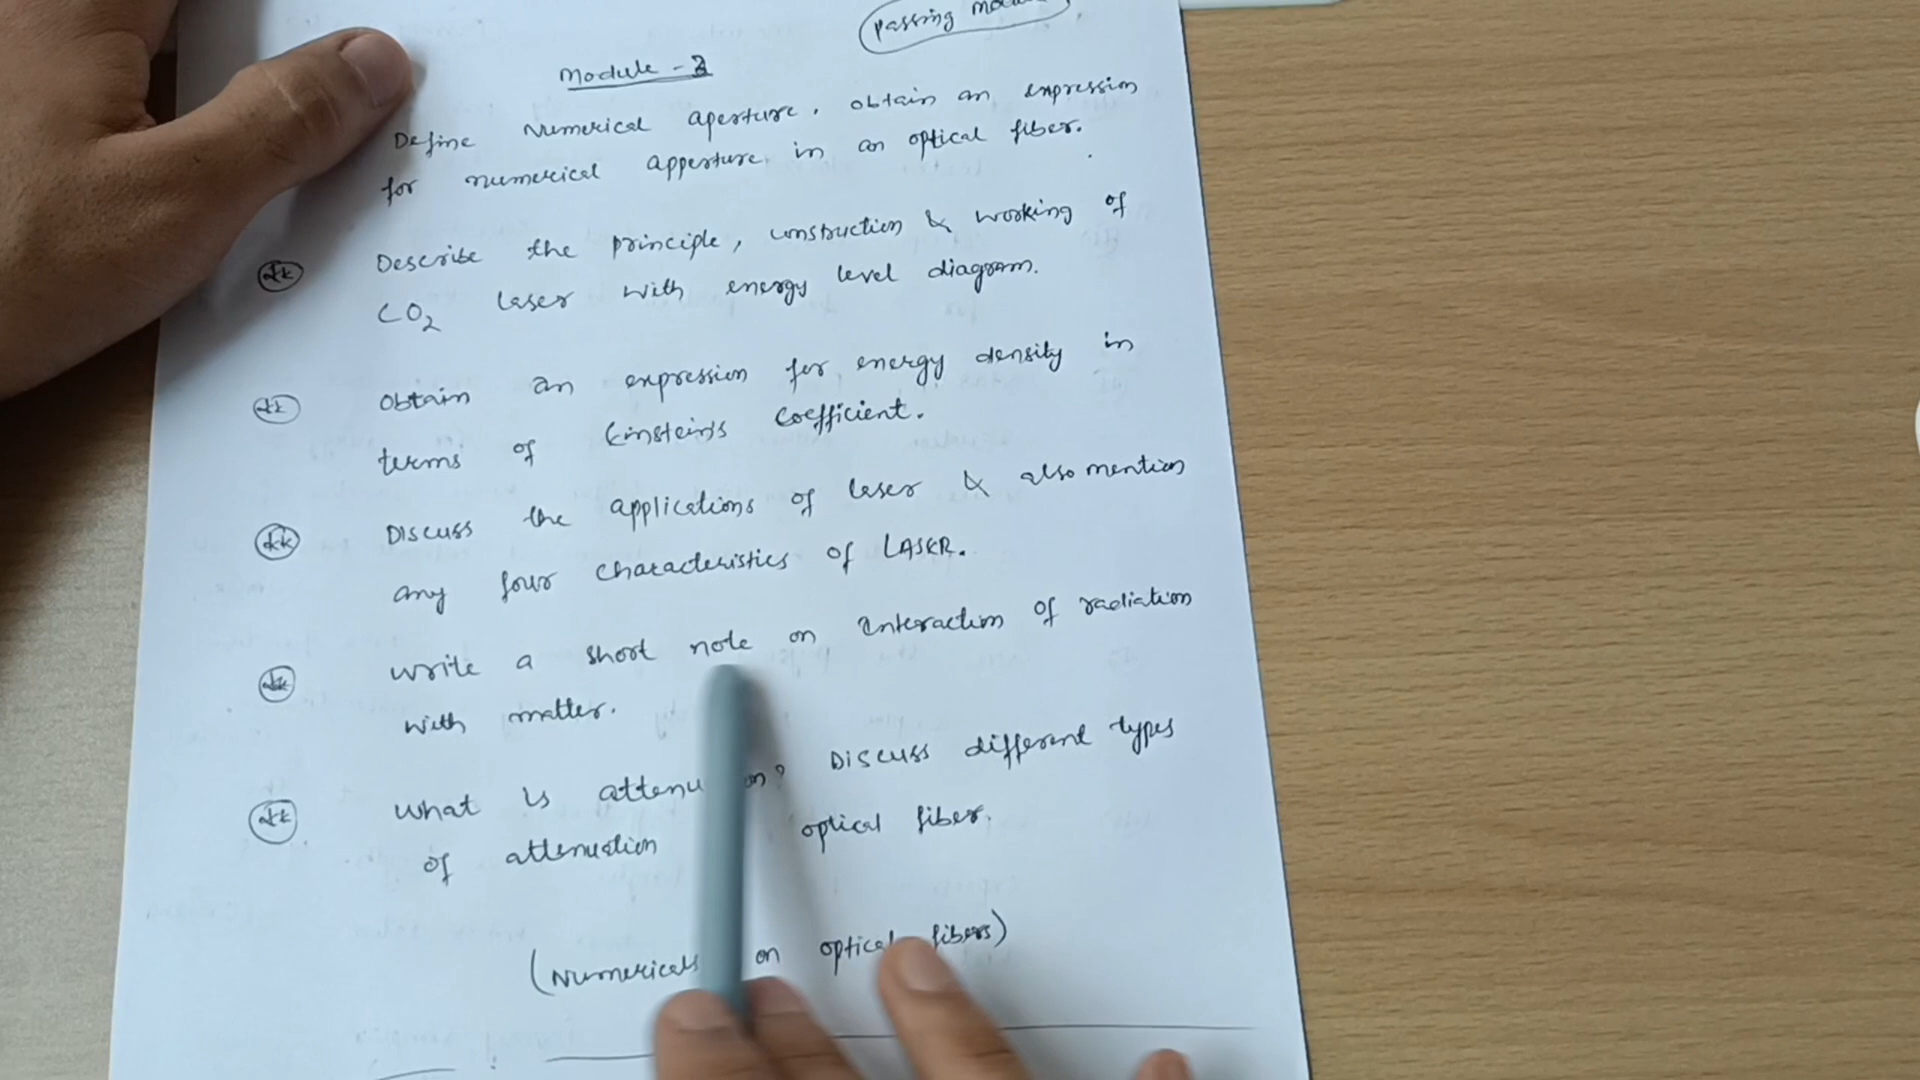 Passing
Module - 3
Define Numerical aperture. obtain an expression
for numerical apperture in an optical fiber.
Describe the principle, construction & working of
CO2 laser with energy level diagram.
obtain an expression for energy density in
terms of Einstein's coefficient.
Discuss the applications of laser & also mention
any four characteristics of LASER.
write a short note on Interaction of radiation
with matter.
what is Discuss different types
of attenuation optical fiber.
(Numericals on optical fibers)